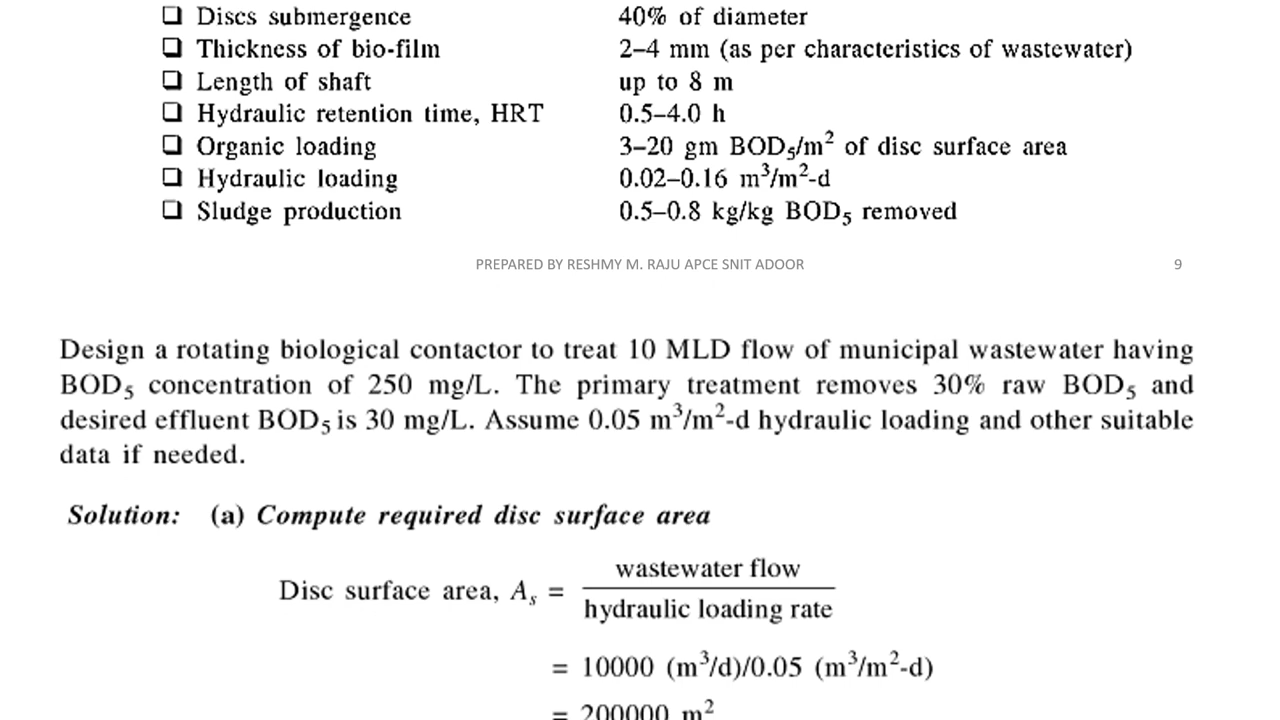 ❑ Discs submergence 40% of diameter
❑ Thickness of bio-film 2–4 mm (as per characteristics of wastewater)
❑ Length of shaft up to 8 m
❑ Hydraulic retention time, HRT 0.5–4.0 h
❑ Organic loading 3–20 gm BOD₅/m² of disc surface area
❑ Hydraulic loading 0.02–0.16 m³/m²-d
❑ Sludge production 0.5–0.8 kg/kg BOD₅ removed
PREPARED BY RESHMY M. RAJU APCE SNIT ADOOR 9
Design a rotating biological contactor to treat 10 MLD flow of municipal wastewater having
BOD₅ concentration of 250 mg/L. The primary treatment removes 30% raw BOD₅ and
desired effluent BOD₅ is 30 mg/L. Assume 0.05 m³/m²-d hydraulic loading and other suitable
data if needed.
Solution: (a) Compute required disc surface area
Disc surface area, Aₛ = wastewater flow
hydraulic loading rate
= 10000 (m³/d)/0.05 (m³/m²-d)
= 200000 m²